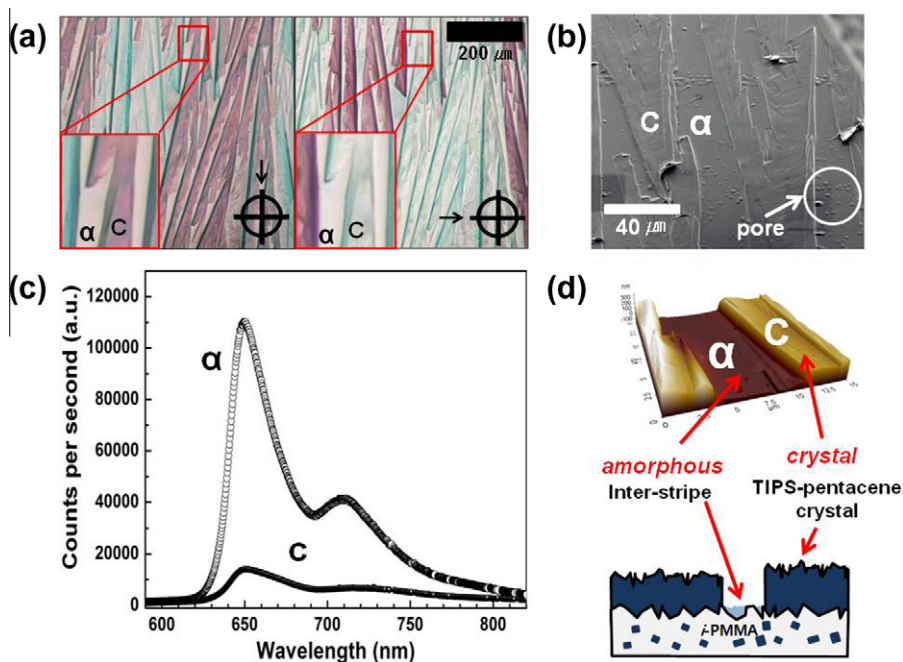 (a)
200 ㎛
α C
α C
(b)
C α
40 ㎛
pore
(c)
Counts per second (a.u.)
120000
100000
80000
60000
40000
20000
0
α
C
600 650 700 750 800
Wavelength (nm)
(d)
α C
amorphous
Inter-stripe
crystal
TIPS-pentacene
crystal
i-PMMA